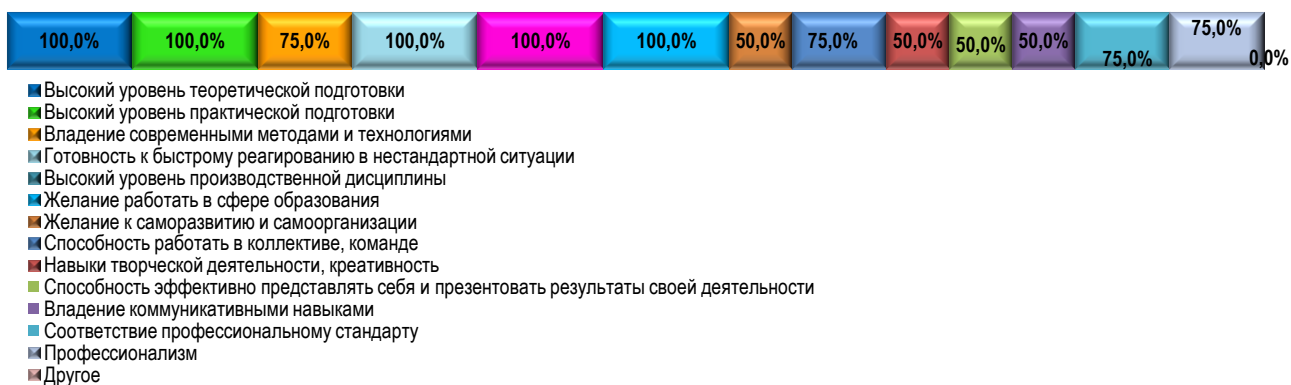 100,0% 100,0% 75,0% 100,0% 100,0% 100,0% 50,0% 75,0% 50,0% 50,0% 50,0% 75,0% 75,0% 0,0%
Высокий уровень теоретической подготовки
Высокий уровень практической подготовки
Владение современными методами и технологиями
Готовность к быстрому реагированию в нестандартной ситуации
Высокий уровень производственной дисциплины
Желание работать в сфере образования
Желание к саморазвитию и самоорганизации
Способность работать в коллективе, команде
Навыки творческой деятельности, креативность
Способность эффективно представлять себя и презентовать результаты своей деятельности
Владение коммуникативными навыками
Соответствие профессиональному стандарту
Профессионализм
Другое